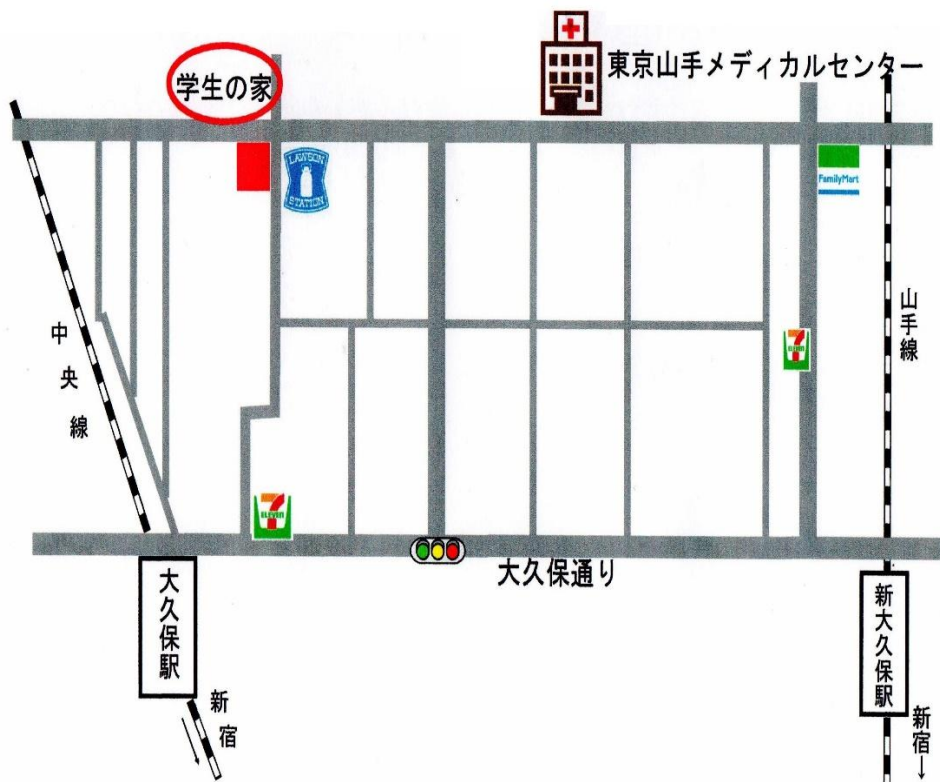 学生の家
東京山手メディカルセンター
LAWSON
STATION
FamilyMart
中央線
山手線
7
ELEVEN
7
ELEVEN
大久保通り
大久保駅
新大久保駅
新宿
新宿→